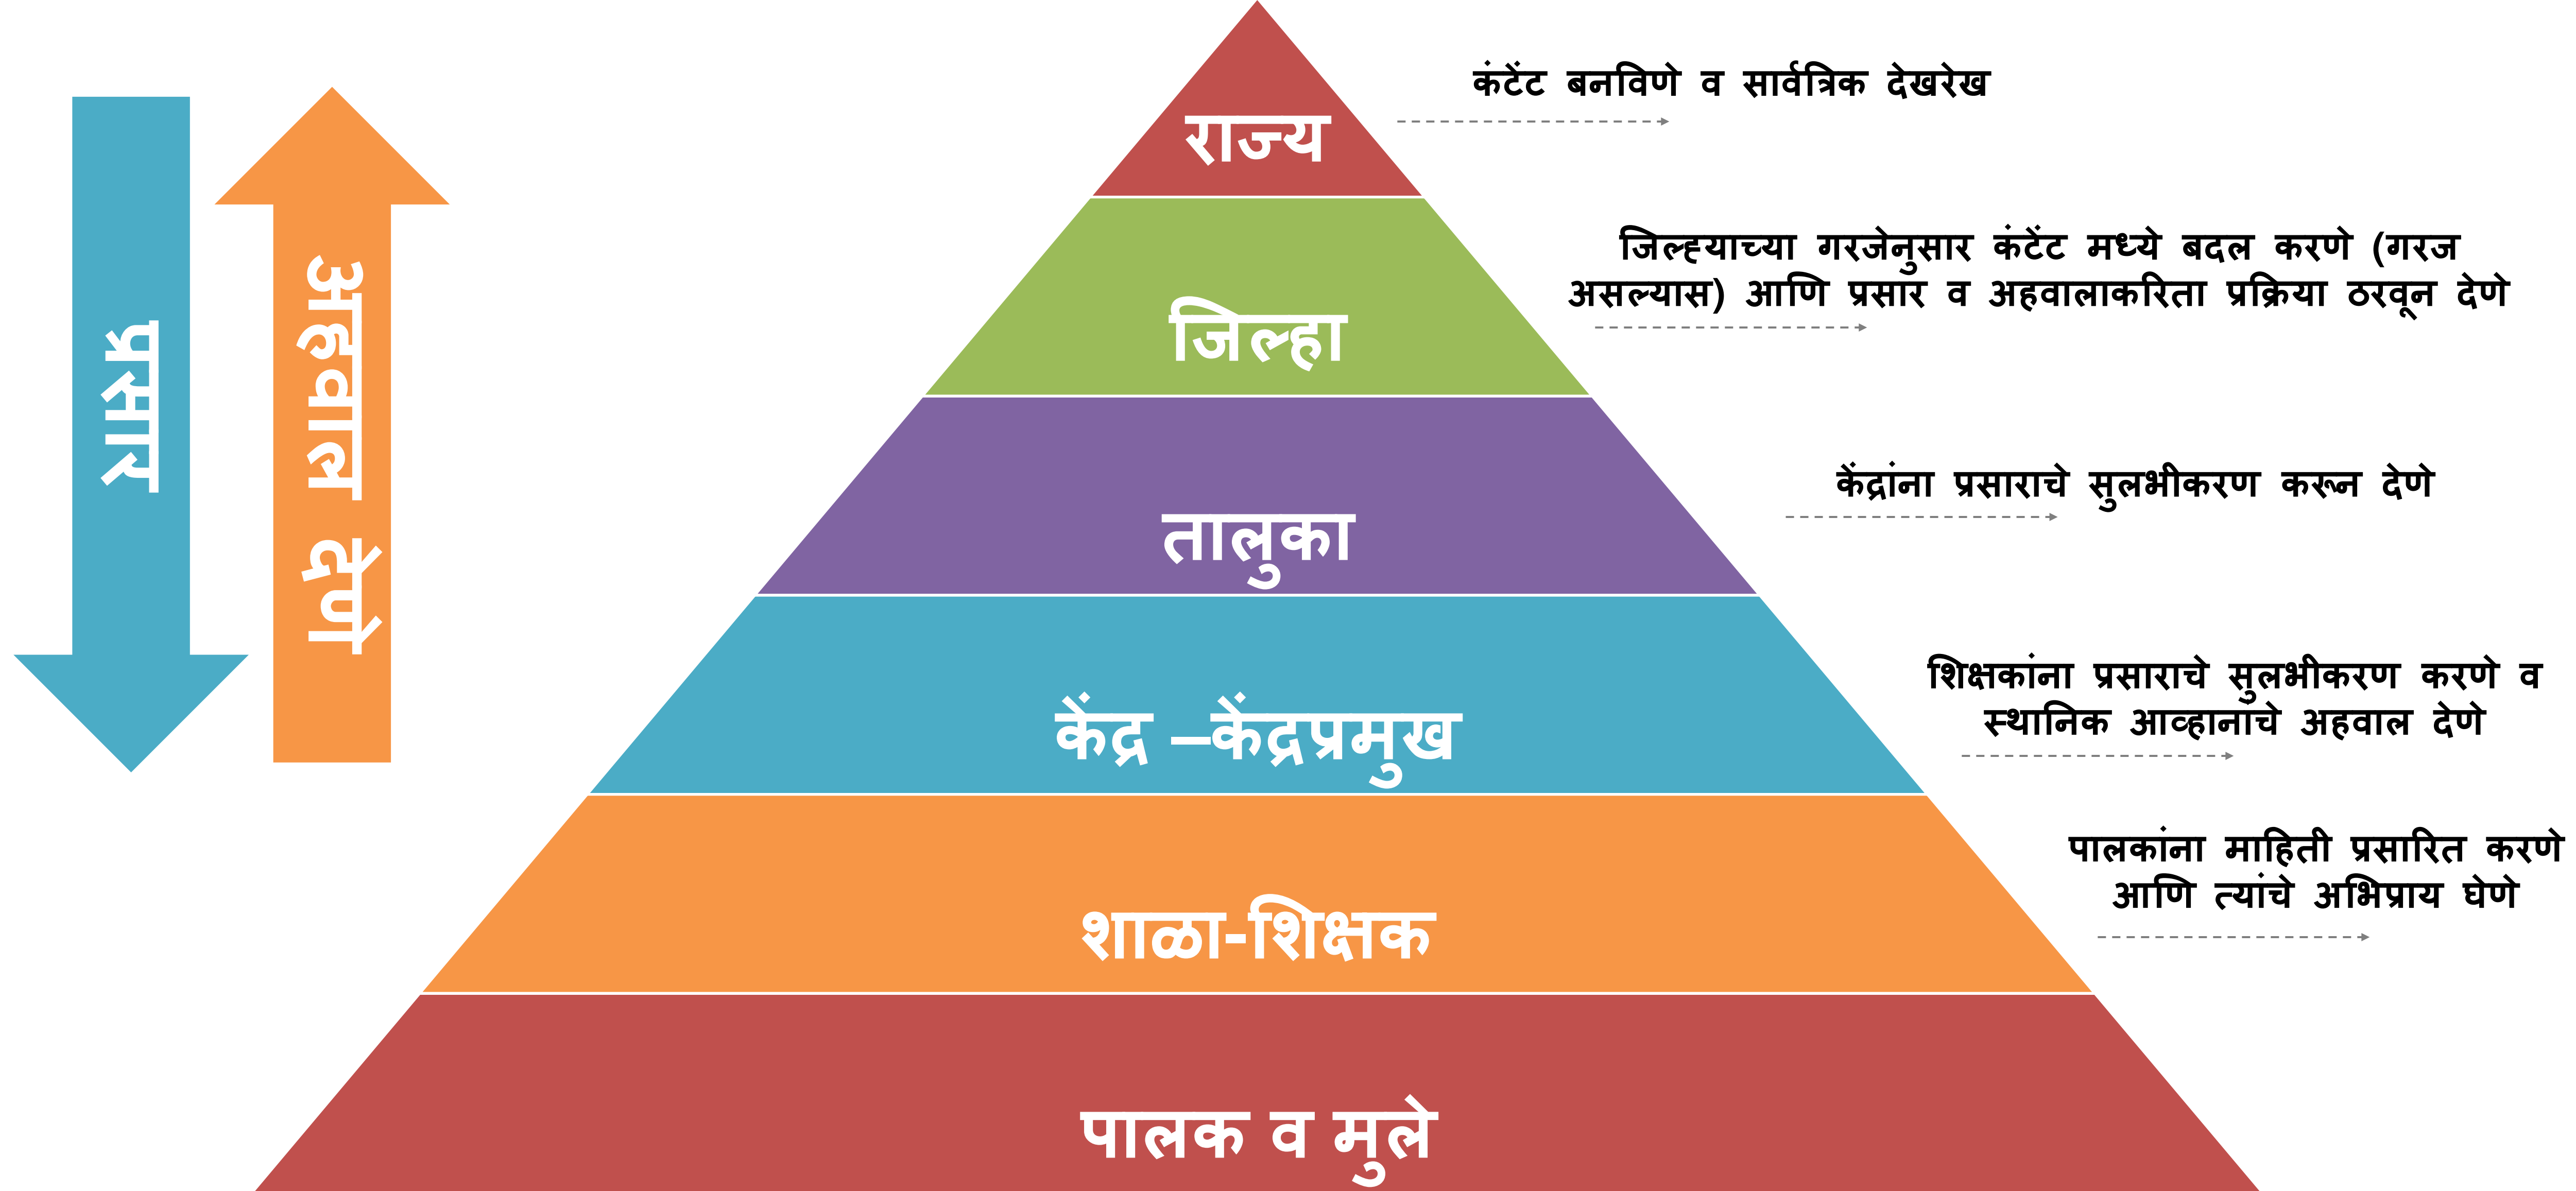 प्रसार
अहवाल देणे
राज्य
कंटेंट बनविणे व सार्वत्रिक देखरेख
जिल्हा
जिल्ह्याच्या गरजेनुसार कंटेंट मध्ये बदल करणे (गरज
असल्यास) आणि प्रसार व अहवालाकरिता प्रक्रिया ठरवून देणे
तालुका
केंद्रांना प्रसाराचे सुलभीकरण करून देणे
केंद्र –केंद्रप्रमुख
शिक्षकांना प्रसाराचे सुलभीकरण करणे व
स्थानिक आव्हानांचे अहवाल देणे
शाळा-शिक्षक
पालकांना माहिती प्रसारित करणे
आणि त्यांचे अभिप्राय घेणे
पालक व मुले